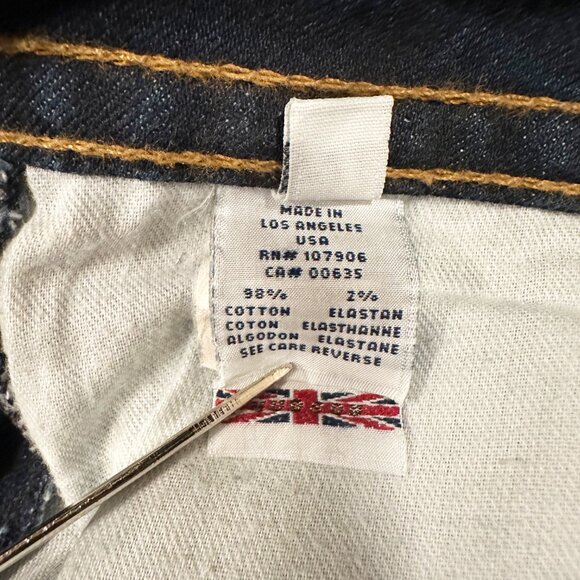 MADE IN
LOS ANGELES
USA
RN# 107906
CA# 00635
98% 2%
COTTON ELASTAN
COTON ELASTHANNE
ALGODON ELASTANE
SEE CARE REVERSE